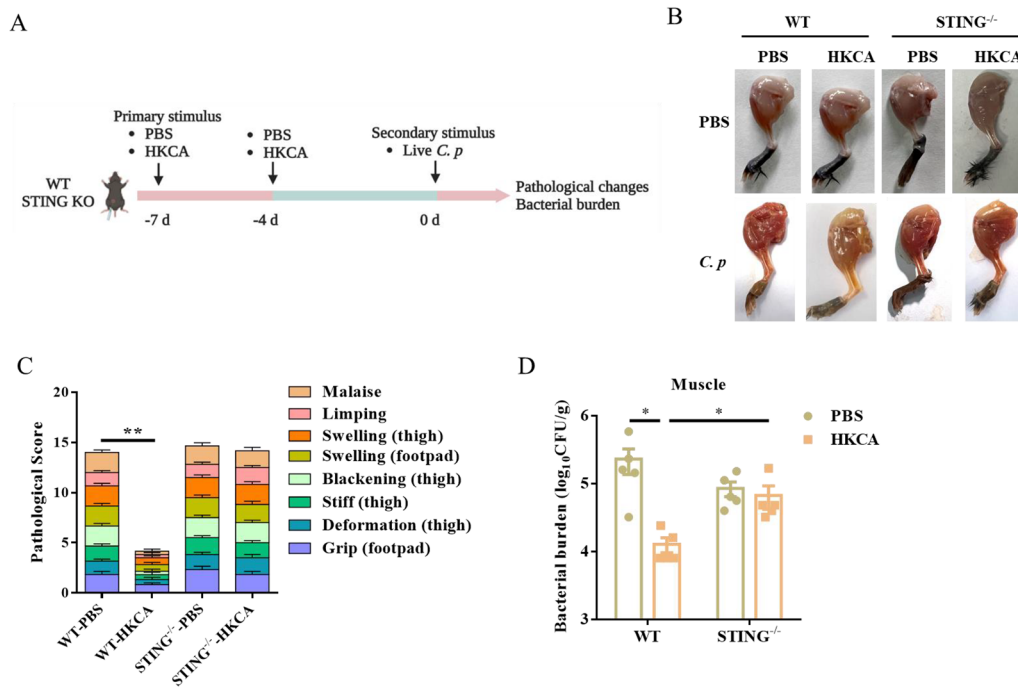 A
Primary stimulus
• PBS
• HKCA
• PBS
• HKCA
Secondary stimulus
• Live C. p
WT
STING KO
-7 d
-4 d
0 d
Pathological changes
Bacterial burden
B
WT
STING-/-
PBS
HKCA
PBS
HKCA
PBS
C. p
C
Pathological Score
20
15
10
5
0
**
WT-PBS
WT-HKCA
STING-/--PBS
STING-/--HKCA
Malaise
Limping
Swelling (thigh)
Swelling (footpad)
Blackening (thigh)
Stiff (thigh)
Deformation (thigh)
Grip (footpad)
D
Muscle
Bacterial burden (log10CFU/g)
6
5
4
3
*
*
WT
STING-/-
PBS
HKCA